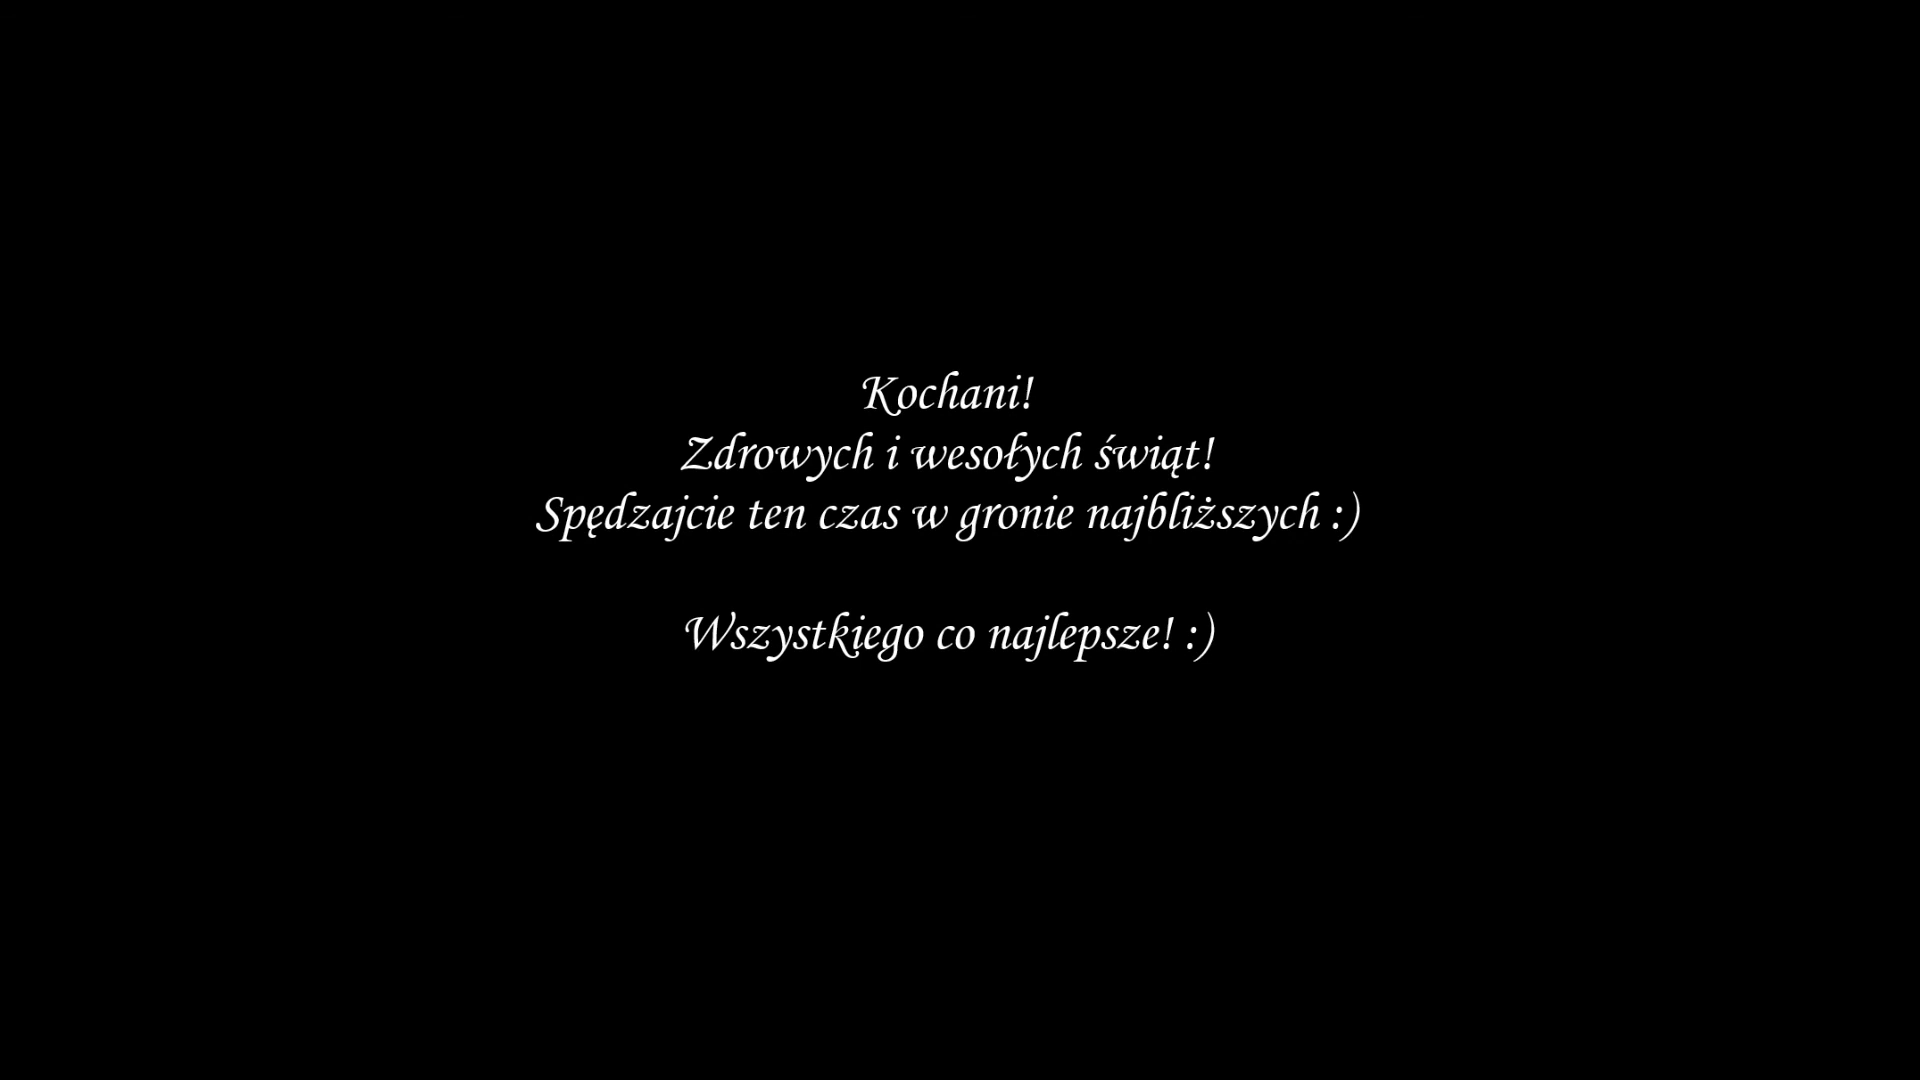 Kochani!
Zdrowych i wesołych świąt!
Spędzajcie ten czas w gronie najbliższych :)
Wszystkiego co najlepsze! :)